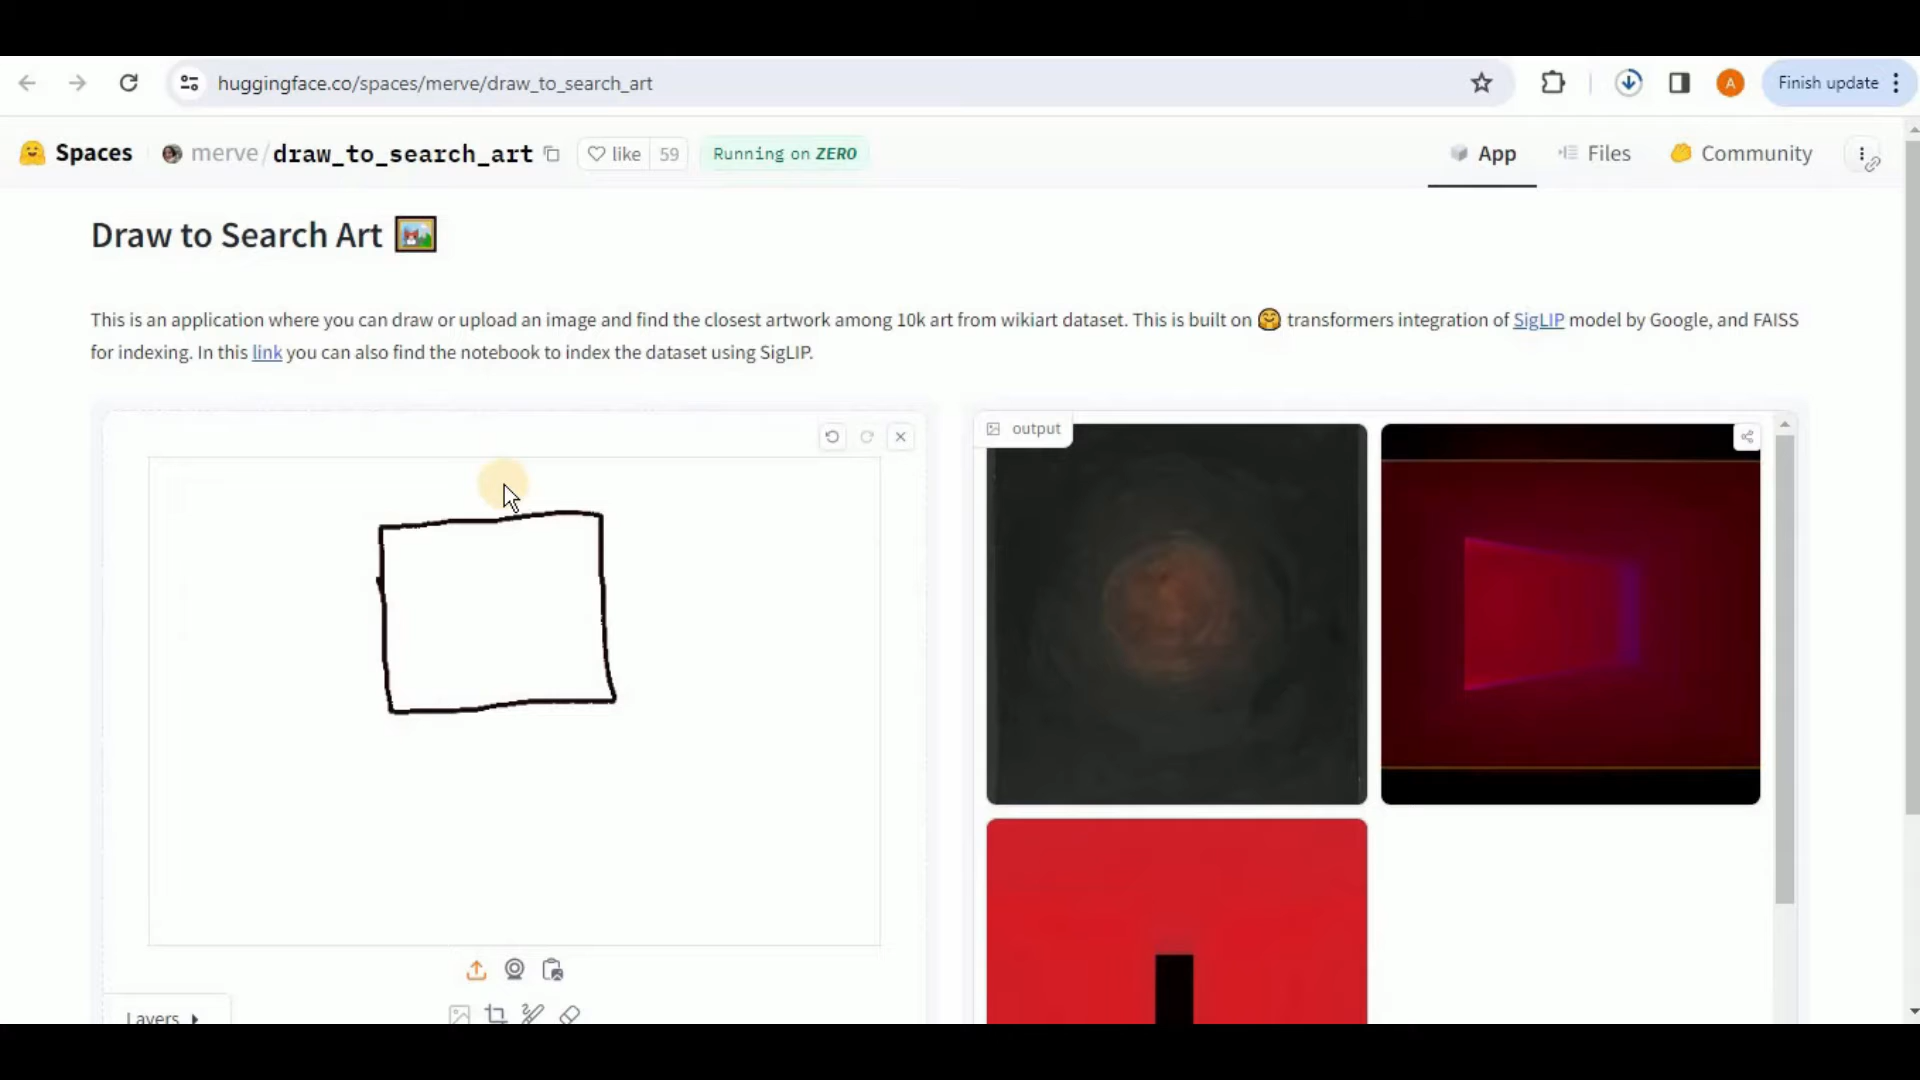 huggingface.co/spaces/merve/draw_to_search_art
A
Finish update
Spaces
merve/draw_to_search_art
like 59
Running on ZERO
App
Files
Community
Draw to Search Art
This is an application where you can draw or upload an image and find the closest artwork among 10k art from wikiart dataset. This is built on 🤗 transformers integration of SigLIP model by Google, and FAISS
for indexing. In this link you can also find the notebook to index the dataset using SigLIP.
output
Layers